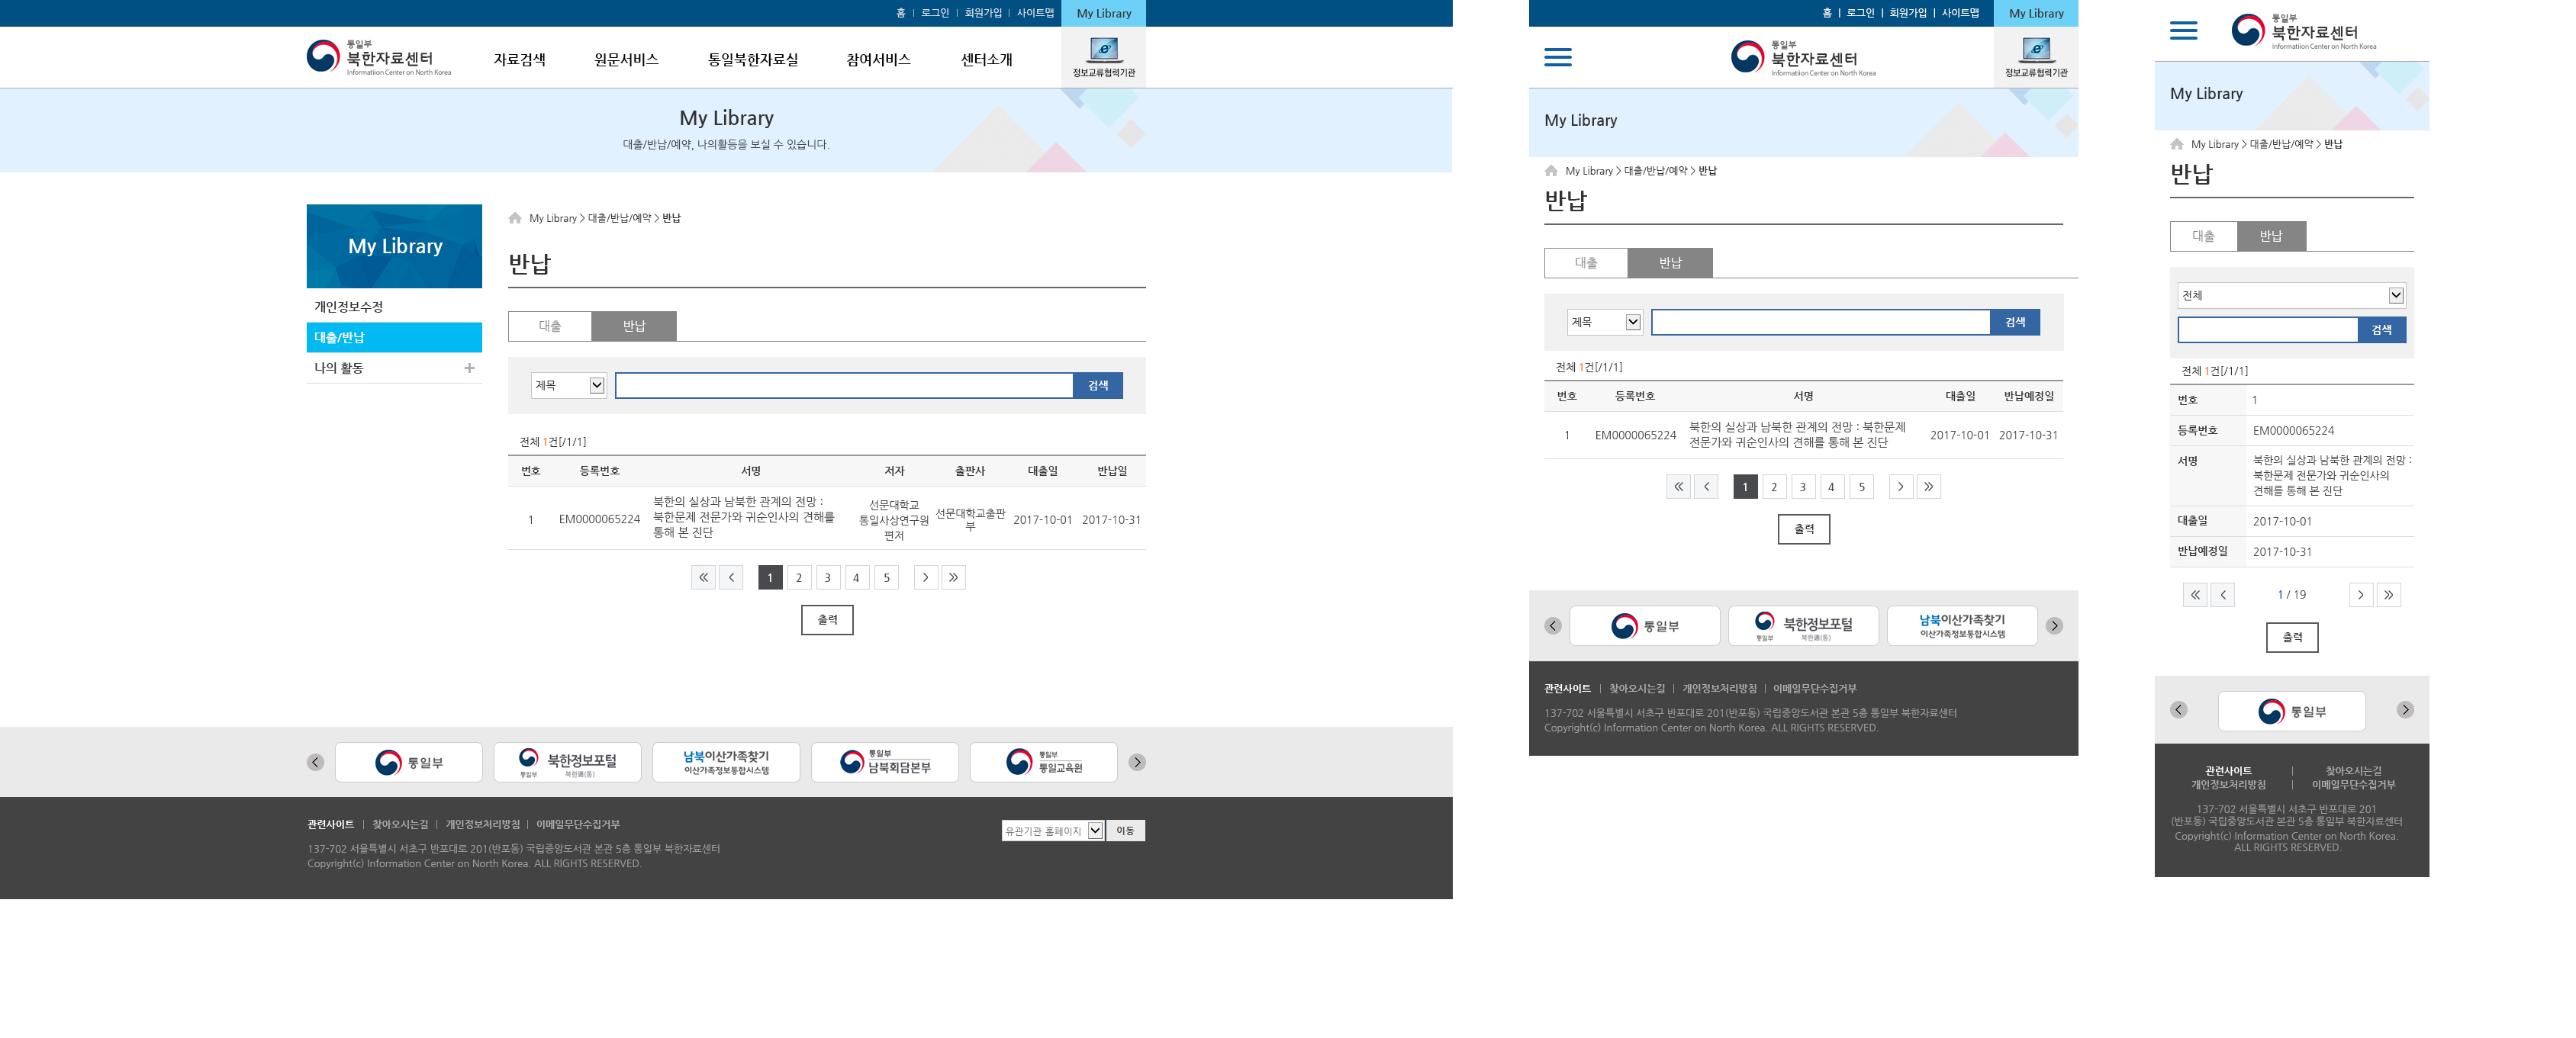 홈 | 로그인 | 회원가입 | 사이트맵
My Library
통일부
북한자료센터
Information Center on North Korea
자료검색
원문서비스
통일북한자료실
참여서비스
센터소개
정보교류협력기관
My Library
대출/반납/예약, 나의활동을 보실 수 있습니다.
My Library
개인정보수정
대출/반납
나의 활동
My Library > 대출/반납/예약 > 반납
반납
대출
반납
제목
검색
전체 1건[/1/1]
번호 등록번호 서명 저자 출판사 대출일 반납일
1 EM0000065224
북한의 실상과 남북한 관계의 전망 :
북한문제 전문가와 귀순인사의 견해를
통해 본 진단
선문대학교
통일사상연구원
편저
선문대학교출판
부
2017-10-01 2017-10-31
1 2 3 4 5
출력
통일부
통일부
북한정보포털
북한通(통)
남북이산가족찾기
이산가족정보통합시스템
통일부
남북회담본부
통일부
통일교육원
관련사이트 | 찾아오시는길 | 개인정보처리방침 | 이메일무단수집거부
137-702 서울특별시 서초구 반포대로 201(반포동) 국립중앙도서관 본관 5층 통일부 북한자료센터
Copyright(c) Information Center on North Korea. ALL RIGHTS RESERVED.
유관기관 홈페이지
이동
홈 | 로그인 | 회원가입 | 사이트맵
My Library
통일부
북한자료센터
Information Center on North Korea
정보교류협력기관
My Library
My Library > 대출/반납/예약 > 반납
반납
대출
반납
제목
검색
전체 1건[/1/1]
번호 등록번호 서명 대출일 반납예정일
1 EM0000065224
북한의 실상과 남북한 관계의 전망 : 북한문제
전문가와 귀순인사의 견해를 통해 본 진단
2017-10-01 2017-10-31
1 2 3 4 5
출력
통일부
통일부
북한정보포털
북한通(통)
남북이산가족찾기
이산가족정보통합시스템
관련사이트 | 찾아오시는길 | 개인정보처리방침 | 이메일무단수집거부
137-702 서울특별시 서초구 반포대로 201(반포동) 국립중앙도서관 본관 5층 통일부 북한자료센터
Copyright(c) Information Center on North Korea. ALL RIGHTS RESERVED.
통일부
북한자료센터
Information Center on North Korea
My Library
My Library > 대출/반납/예약 > 반납
반납
대출
반납
전체
검색
전체 1건[/1/1]
번호 1
등록번호 EM0000065224
서명 북한의 실상과 남북한 관계의 전망 :
북한문제 전문가와 귀순인사의
견해를 통해 본 진단
대출일 2017-10-01
반납예정일 2017-10-31
1 / 19
출력
통일부
관련사이트 | 찾아오시는길
개인정보처리방침 | 이메일무단수집거부
137-702 서울특별시 서초구 반포대로 201
(반포동) 국립중앙도서관 본관 5층 통일부 북한자료센터
Copyright(c) Information Center on North Korea.
ALL RIGHTS RESERVED.